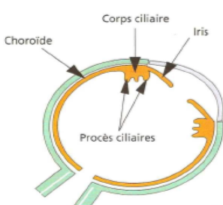 Corps ciliaire
Iris
Choroïde
Procès ciliaires